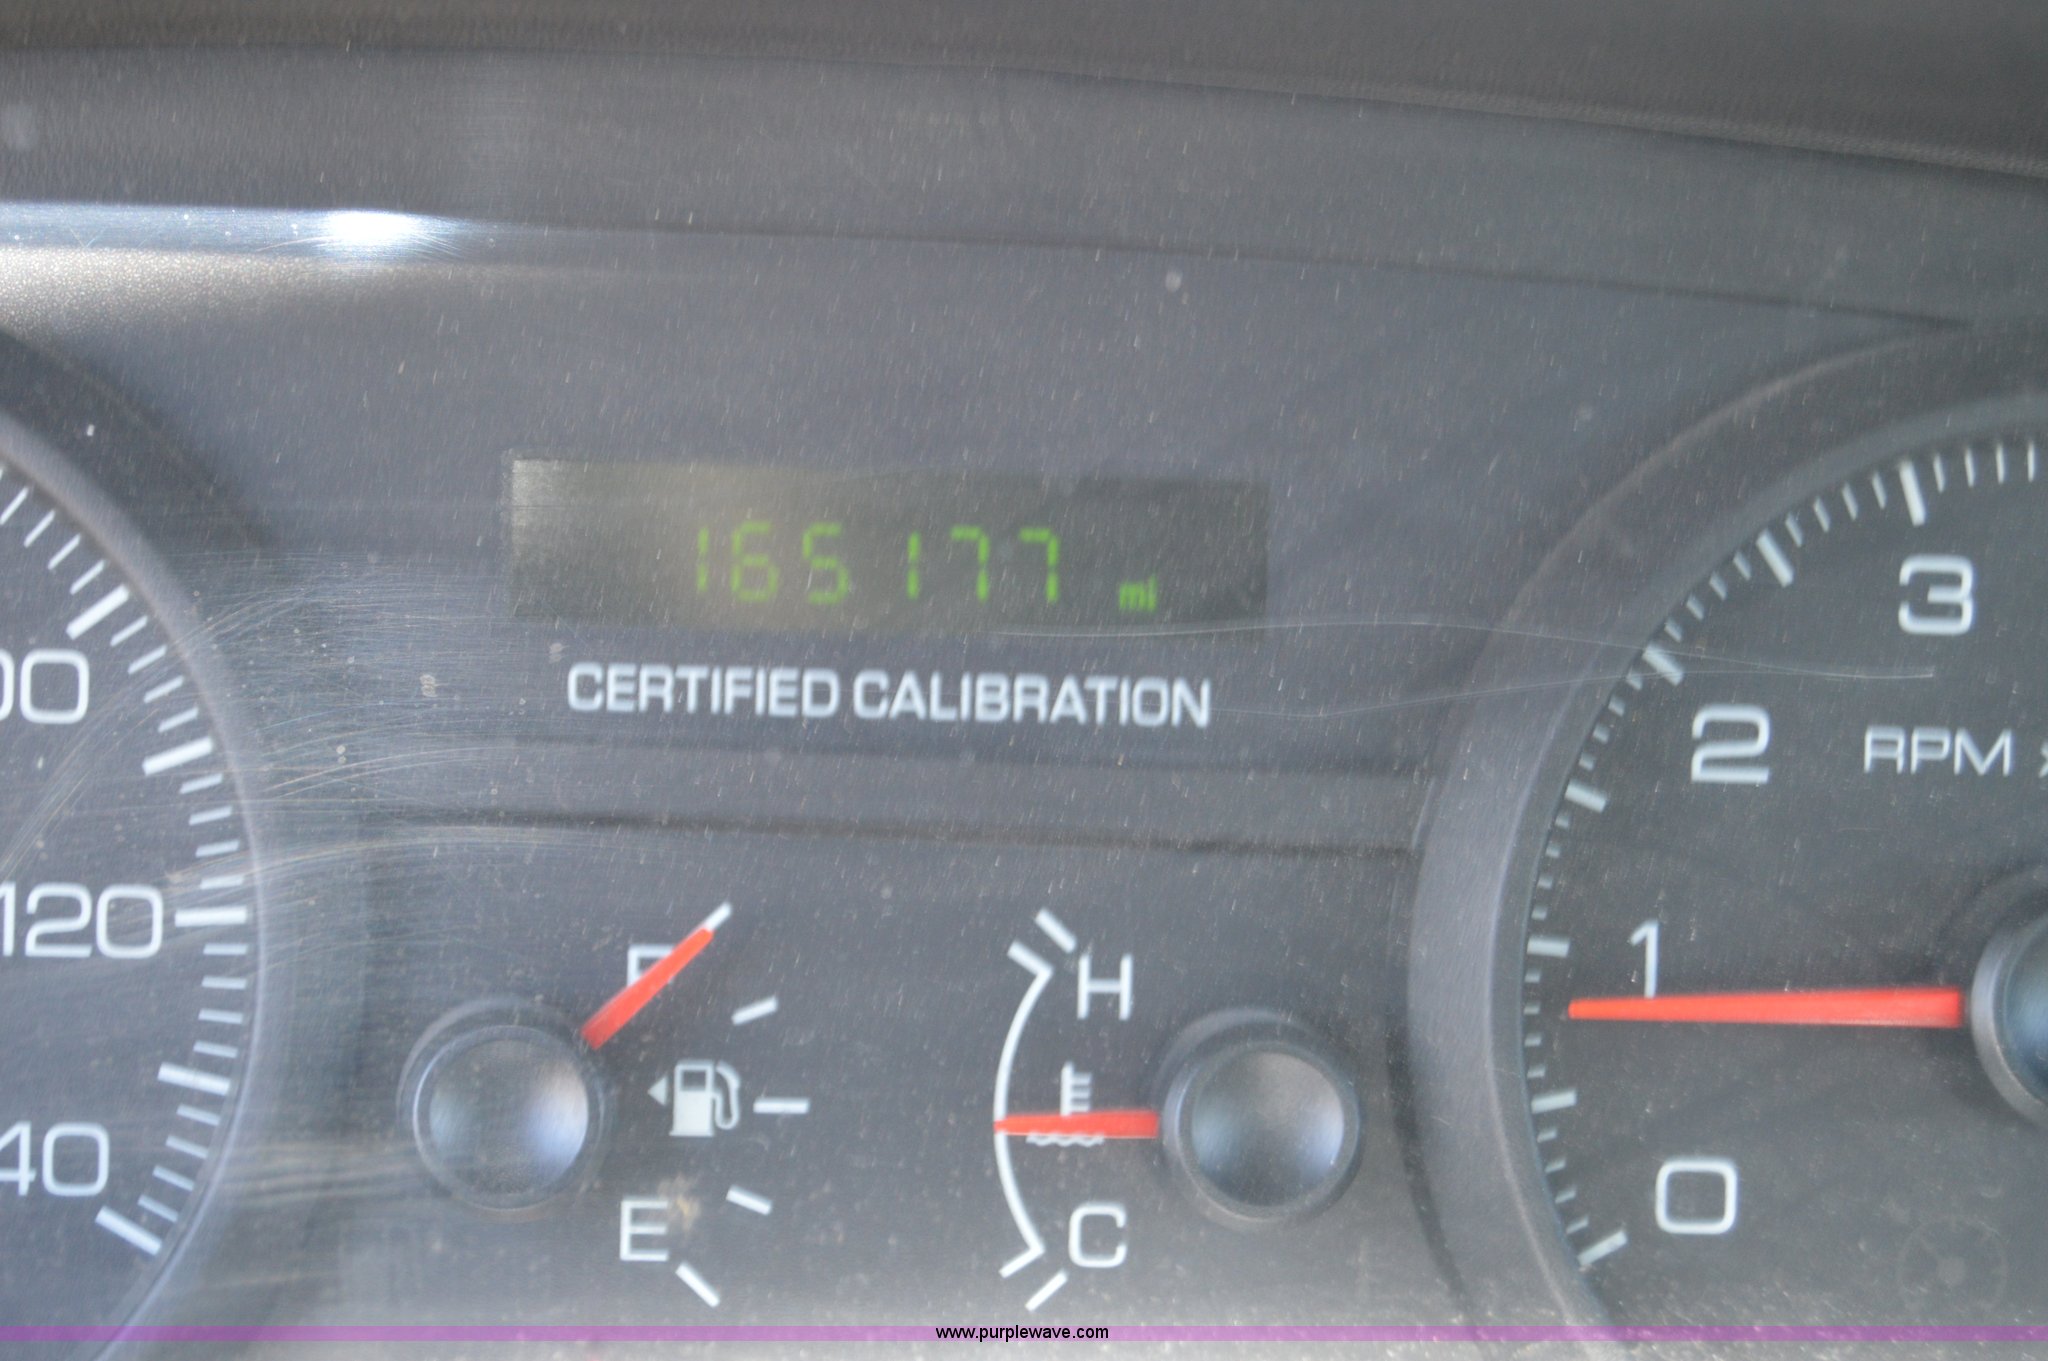 165177 mi
CERTIFIED CALIBRATION
00
120
40
F
E
H
C
3
2
1
0
RPM
www.purplewave.com